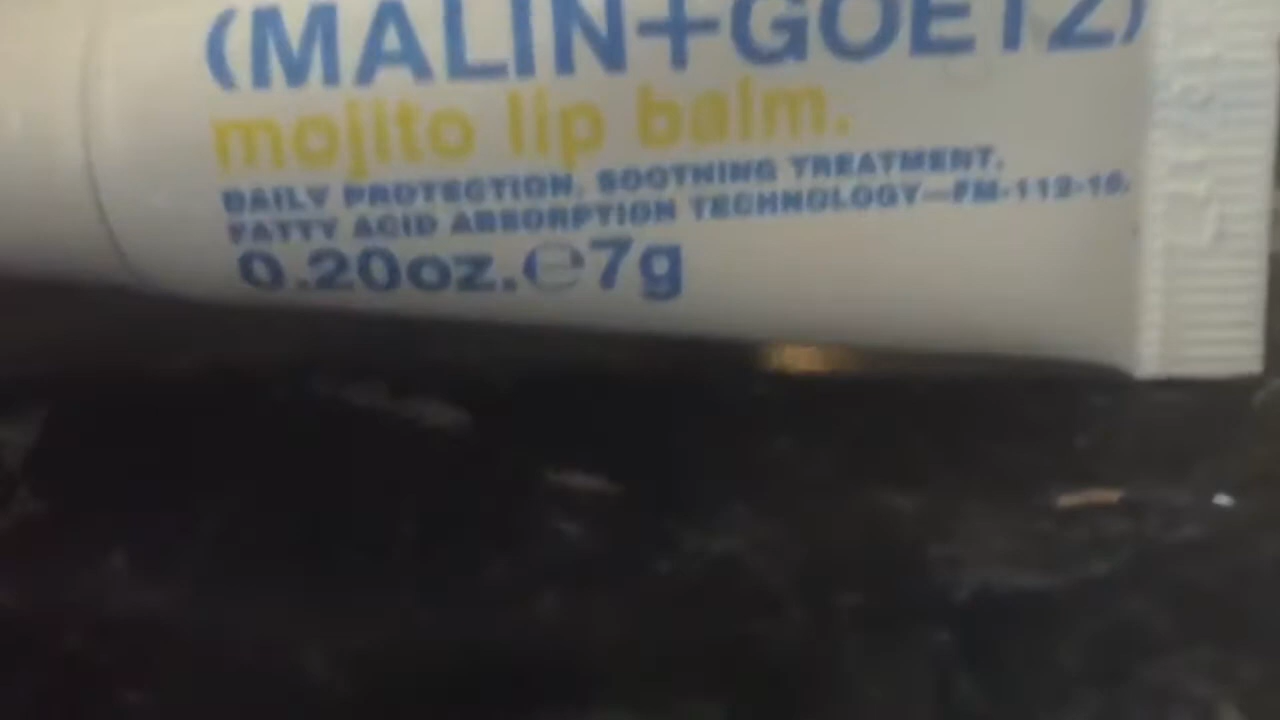 (MALIN+GOETZ)
mojito lip balm.
DAILY PROTECTION, SOOTHING TREATMENT.
FATTY ACID ABSORPTION TECHNOLOGY—FM-112-16.
0.20oz.℮7g